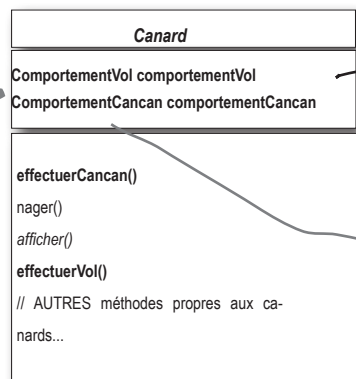 Canard
ComportementVol comportementVol
ComportementCancan comportementCancan
effectuerCancan()
nager()
afficher()
effectuerVol()
// AUTRES méthodes propres aux ca-
nards...